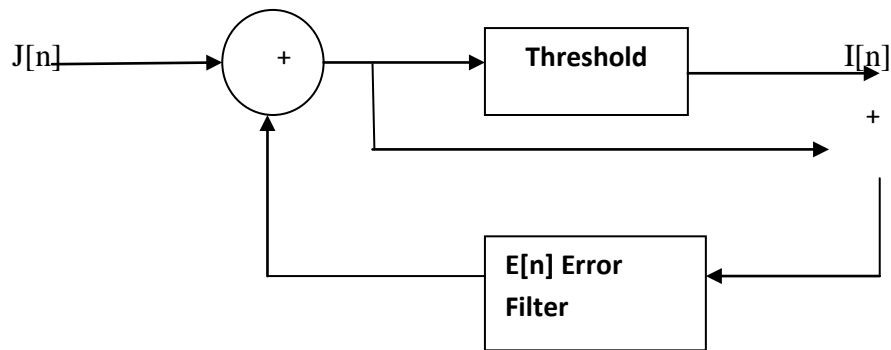 J[n]
+
Threshold
I[n]
+
E[n] Error
Filter